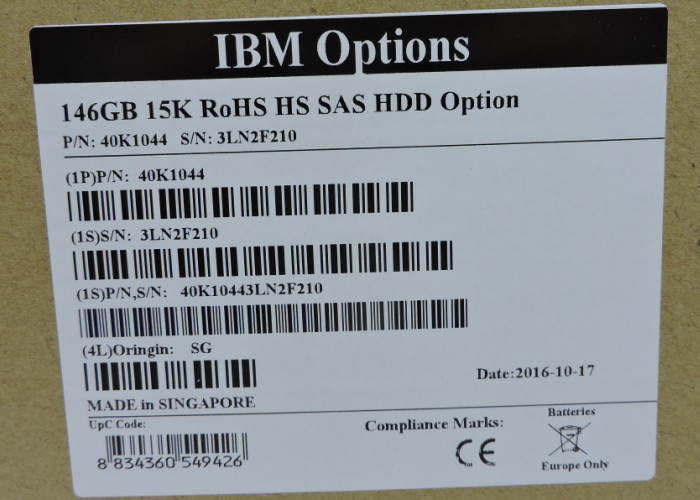 IBM Options
146GB 15K RoHS HS SAS HDD Option
P/N: 40K1044 S/N: 3LN2F210
(1P)P/N: 40K1044
(1S)S/N: 3LN2F210
(1S)P/N,S/N: 40K10443LN2F210
(4L)Oringin: SG
Date:2016-10-17
MADE in SINGAPORE
UpC Code:
8 834360 549426
Compliance Marks:
CE
Batteries
Europe Only